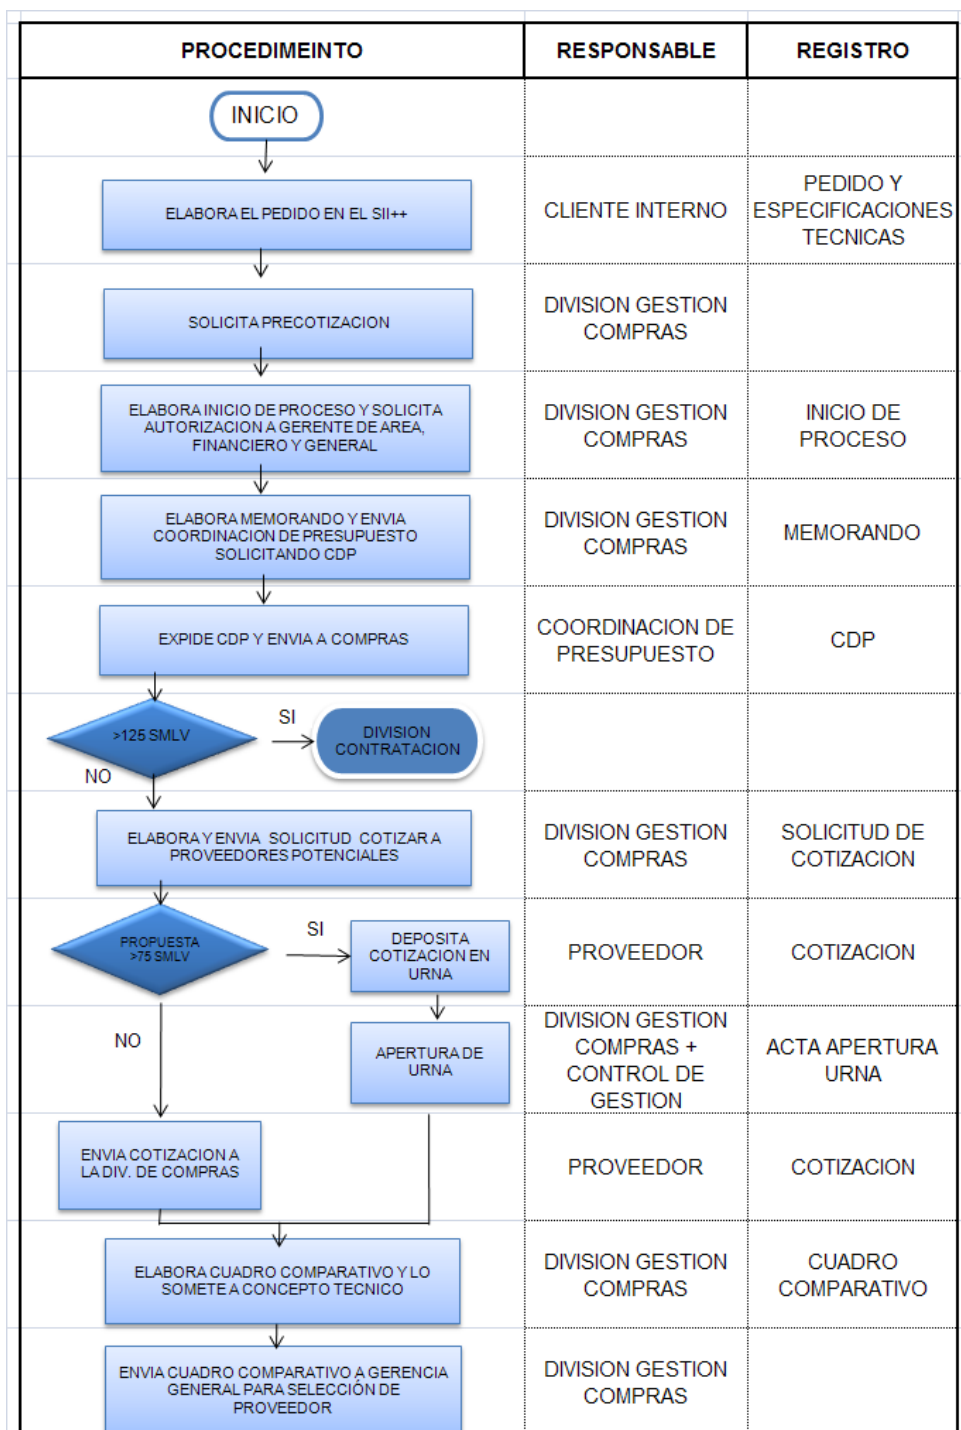 PROCEDIMEINTO
RESPONSABLE
REGISTRO
INICIO
ELABORA EL PEDIDO EN EL SII++
CLIENTE INTERNO
PEDIDO Y
ESPECIFICACIONES
TECNICAS
SOLICITA PRECOTIZACION
DIVISION GESTION
COMPRAS
ELABORA INICIO DE PROCESO Y SOLICITA
AUTORIZACION A GERENTE DE AREA,
FINANCIERO Y GENERAL
DIVISION GESTION
COMPRAS
INICIO DE
PROCESO
ELABORA MEMORANDO Y ENVIA
COORDINACION DE PRESUPUESTO
SOLICITANDO CDP
DIVISION GESTION
COMPRAS
MEMORANDO
EXPIDE CDP Y ENVIA A COMPRAS
COORDINACION DE
PRESUPUESTO
CDP
>125 SMLV
SI
DIVISION
CONTRATACION
NO
ELABORA Y ENVIA SOLICITUD COTIZAR A
PROVEEDORES POTENCIALES
DIVISION GESTION
COMPRAS
SOLICITUD DE
COTIZACION
PROPUESTA
>75 SMLV
SI
DEPOSITA
COTIZACION EN
URNA
PROVEEDOR
COTIZACION
NO
APERTURA DE
URNA
DIVISION GESTION
COMPRAS +
CONTROL DE
GESTION
ACTA APERTURA
URNA
ENVIA COTIZACION A
LA DIV. DE COMPRAS
PROVEEDOR
COTIZACION
ELABORA CUADRO COMPARATIVO Y LO
SOMETE A CONCEPTO TECNICO
DIVISION GESTION
COMPRAS
CUADRO
COMPARATIVO
ENVIA CUADRO COMPARATIVO A GERENCIA
GENERAL PARA SELECCIÓN DE
PROVEEDOR
DIVISION GESTION
COMPRAS